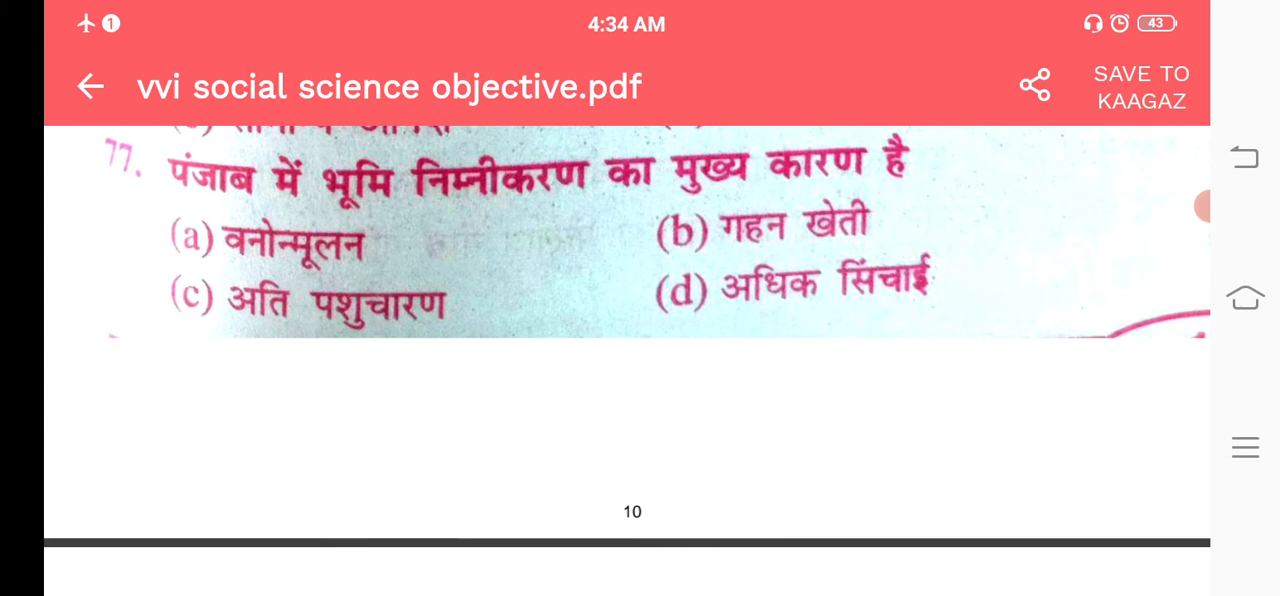 1
4:34 AM
43
vvi social science objective.pdf
SAVE TO
KAAGAZ
77. पंजाब में भूमि निम्नीकरण का मुख्य कारण है
(a) वनोन्मूलन (b) गहन खेती
(c) अति पशुचारण (d) अधिक सिंचाई
10